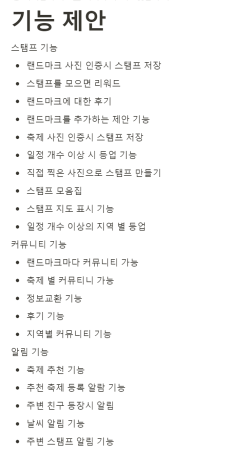 기능 제안
스탬프 기능
랜드마크 사진 인증시 스탬프 저장
스탬프를 모으면 리워드
랜드마크에 대한 후기
랜드마크를 추가하는 제안 기능
축제 사진 인증시 스탬프 저장
일정 개수 이상 시 등업 기능
직접 찍은 사진으로 스탬프 만들기
스탬프 모음집
스탬프 지도 표시 기능
일정 개수 이상의 지역 별 등업
커뮤니티 기능
랜드마크마다 커뮤니티 가능
축제 별 커뮤티니 가능
정보교환 기능
후기 기능
지역별 커뮤니티 기능
알림 기능
축제 추천 기능
추천 축제 등록 알람 기능
주변 친구 등장시 알림
날씨 알림 기능
주변 스탬프 알림 기능